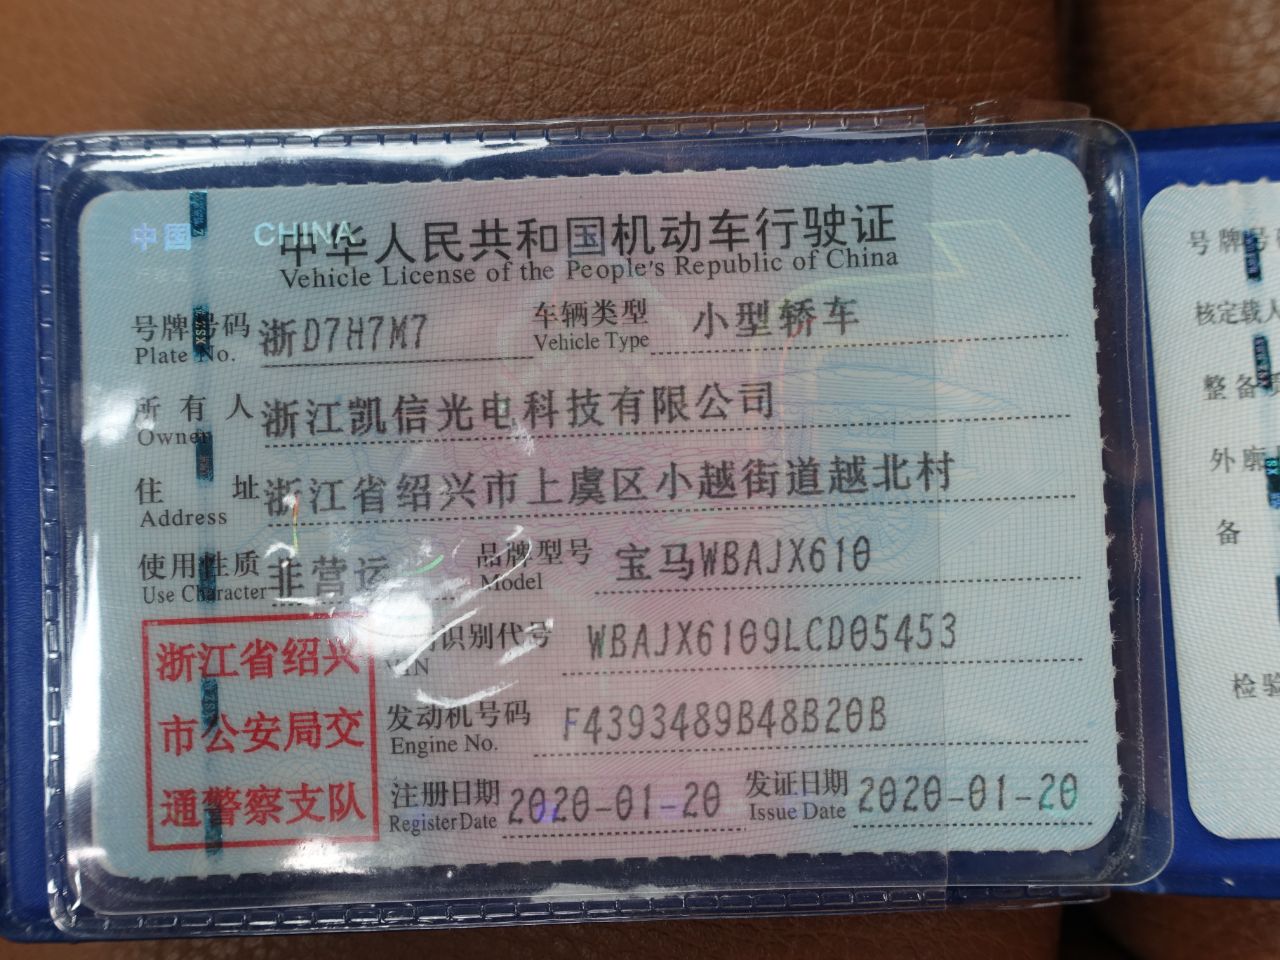 中国 CHINA
中华人民共和国机动车行驶证
Vehicle License of the People's Republic of China
号牌号码 浙D7H7M7 车辆类型 小型轿车
Plate No. Vehicle Type
所有人 浙江凯信光电科技有限公司
Owner
住址 浙江省绍兴市上虞区小越街道越北村
Address
使用性质 非营运 品牌型号 宝马WBAJX610
Use Character Model
识别代号 WBAJX6109LCD05453
VIN
发动机号码 F4393489B48B20B
Engine No.
注册日期 2020-01-20 发证日期 2020-01-20
Register Date Issue Date
浙江省绍兴
市公安局交
通警察支队
号牌号
核定载人
整备
外廓
备
检验